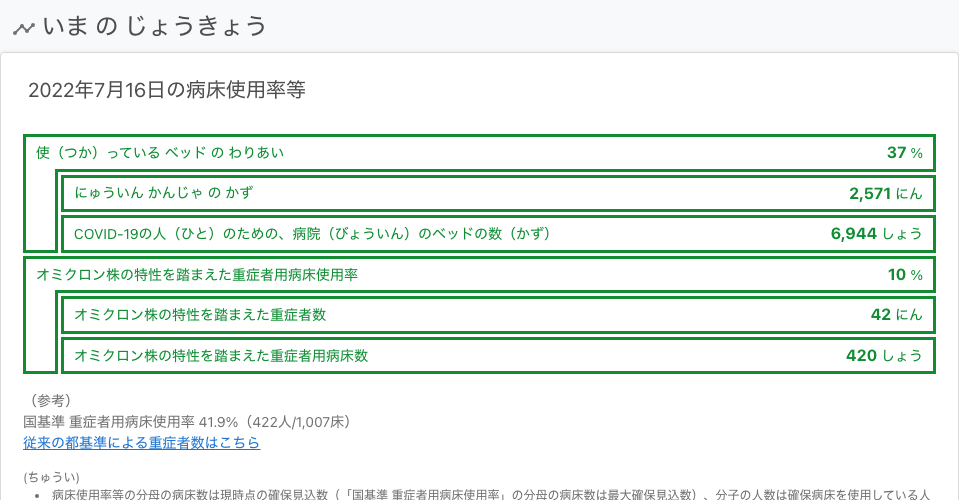 いま の じょうきょう
2022年7月16日の病床使用率等
使（つか）っている ベッド の わりあい 37 %
にゅういん かんじゃ の かず 2,571 にん
COVID-19の人（ひと）のための、病院（びょういん）のベッドの数（かず） 6,944 しょう
オミクロン株の特性を踏まえた重症者用病床使用率 10 %
オミクロン株の特性を踏まえた重症者数 42 にん
オミクロン株の特性を踏まえた重症者用病床数 420 しょう
（参考）
国基準 重症者用病床使用率 41.9%（422人/1,007床）
従来の都基準による重症者数はこちら
(ちゅうい)
• 病床使用率等の分母の病床数は現時点の確保見込数（「国基準 重症者用病床使用率」の分母の病床数は最大確保見込数）、分子の人数は確保病床を使用している人